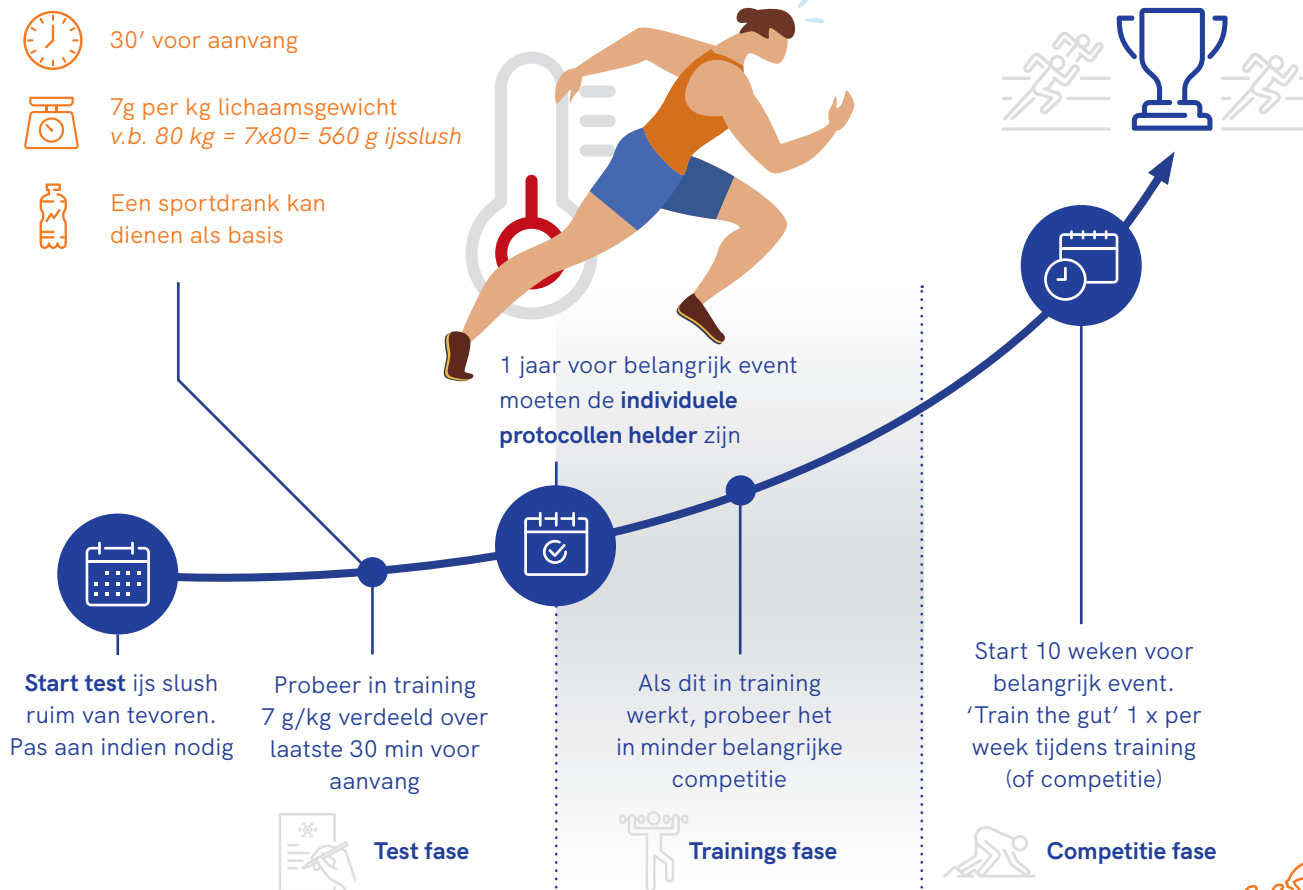 30’ voor aanvang
7g per kg lichaamsgewicht
v.b. 80 kg = 7x80= 560 g ijsslush
Een sportdrank kan
dienen als basis
1 jaar voor belangrijk event
moeten de individuele
protocollen helder zijn
Start test ijs slush
ruim van tevoren.
Pas aan indien nodig
Probeer in training
7 g/kg verdeeld over
laatste 30 min voor
aanvang
Als dit in training
werkt, probeer het
in minder belangrijke
competitie
Start 10 weken voor
belangrijk event.
‘Train the gut’ 1 x per
week tijdens training
(of competitie)
Test fase
Trainings fase
Competitie fase